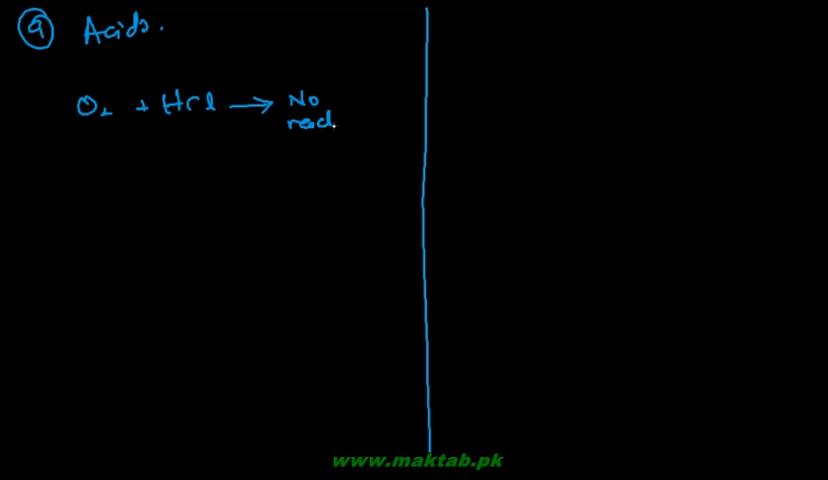 9 Acids.
O₂ + HCl → No
reac
www.maktab.pk